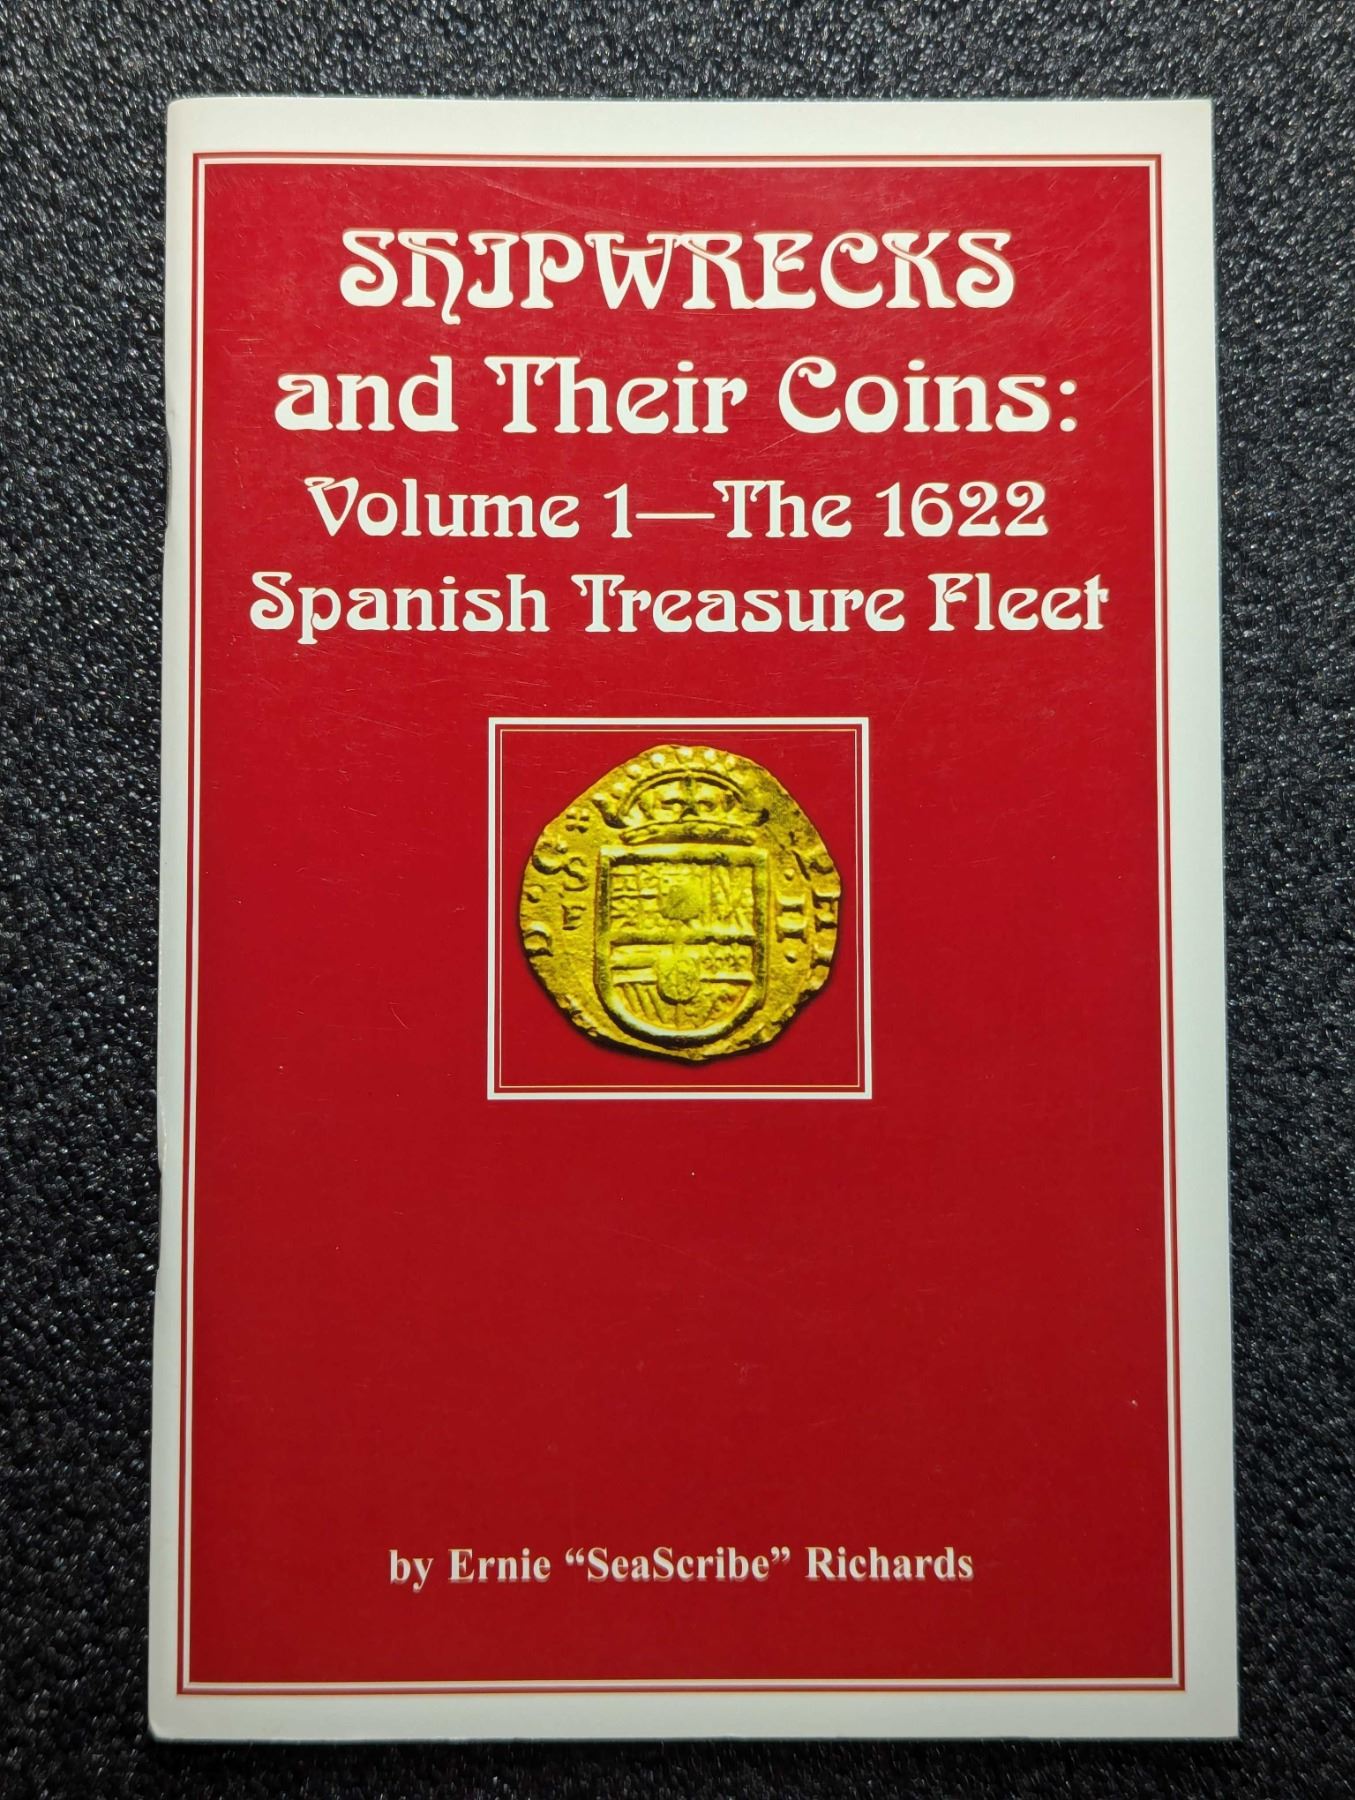 SHIPWRECKS
and Their Coins:
Volume 1—The 1622
Spanish Treasure Fleet
by Ernie “SeaScribe” Richards